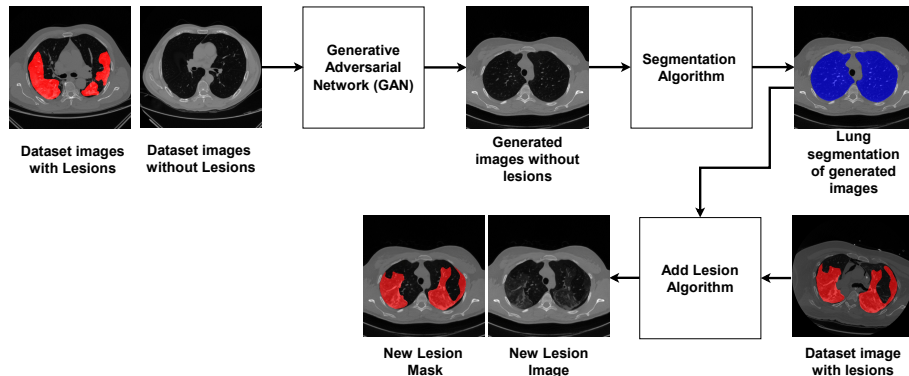 Dataset images
with Lesions
Dataset images
without Lesions
Generative
Adversarial
Network (GAN)
Generated
images without
lesions
Segmentation
Algorithm
Lung
segmentation
of generated
images
New Lesion
Mask
New Lesion
Image
Add Lesion
Algorithm
Dataset image
with lesions